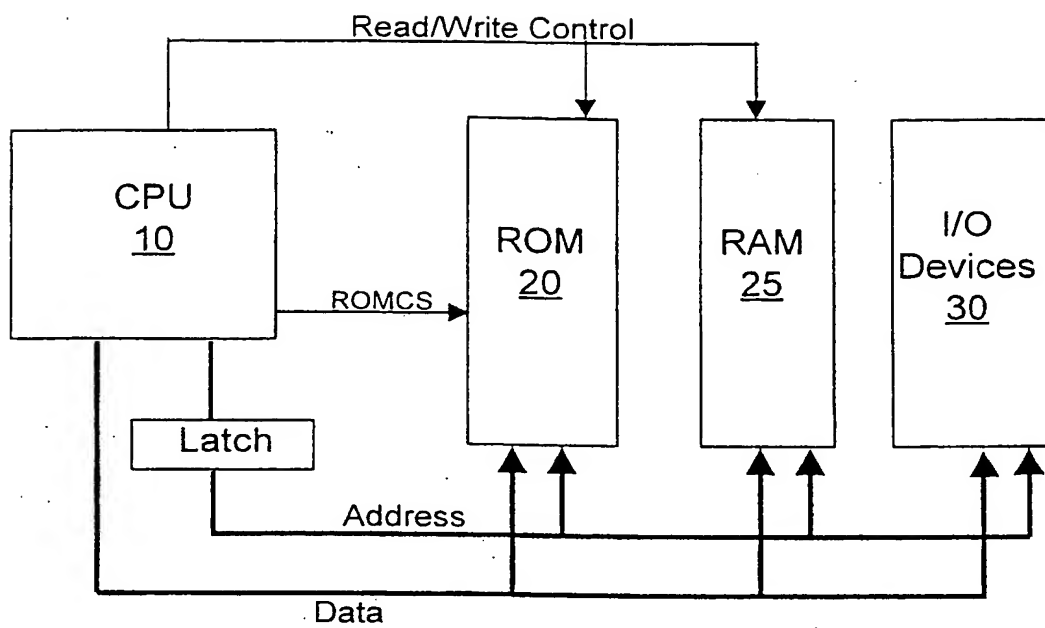 Read/Write Control
CPU
10
ROMCS
ROM
20
RAM
25
I/O
Devices
30
Latch
Address
Data